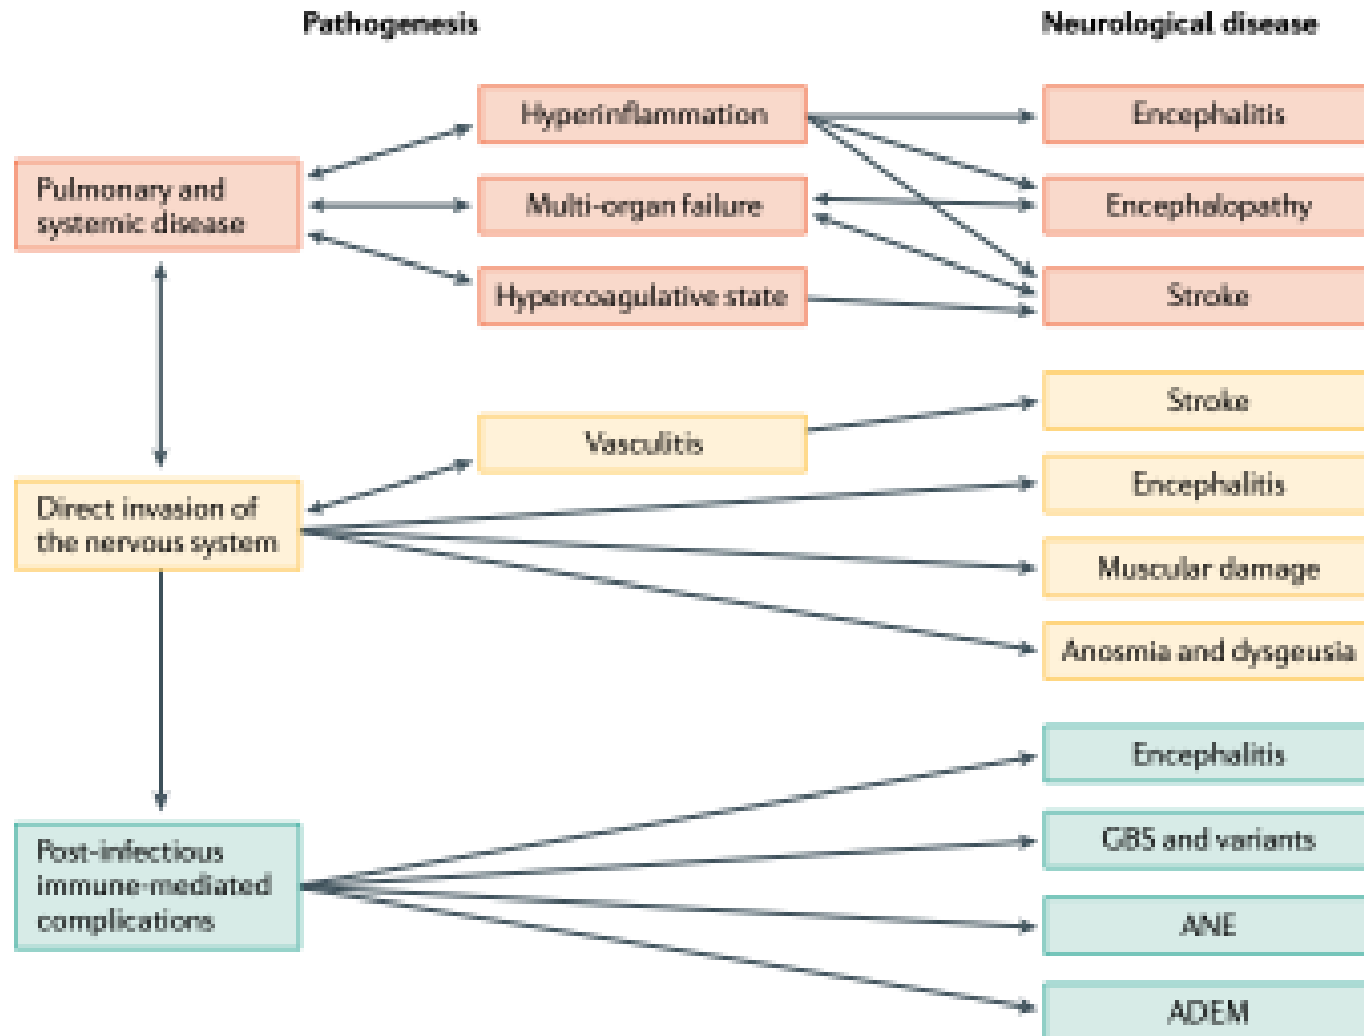 Pathogenesis
Neurological disease
Hyperinflammation
Encephalitis
Pulmonary and
systemic disease
Multi-organ failure
Encephalopathy
Hypercoagulative state
Stroke
Stroke
Vasculitis
Encephalitis
Direct invasion of
the nervous system
Muscular damage
Anosmia and dysgeusia
Encephalitis
Post-infectious
immune-mediated
complications
GBS and variants
ANE
ADEM